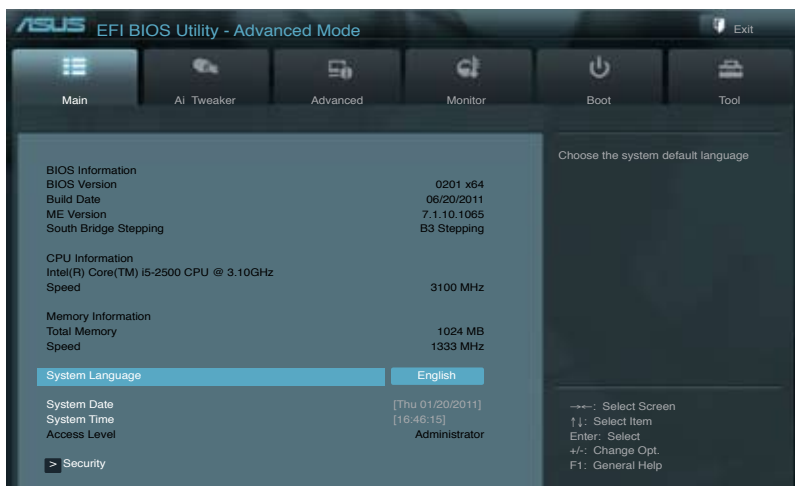 ASUS EFI BIOS Utility - Advanced Mode
Exit
Main Ai Tweaker Advanced Monitor Boot Tool
Choose the system default language
BIOS Information
BIOS Version 0201 x64
Build Date 06/20/2011
ME Version 7.1.10.1065
South Bridge Stepping B3 Stepping
CPU Information
Intel(R) Core(TM) i5-2500 CPU @ 3.10GHz
Speed 3100 MHz
Memory Information
Total Memory 1024 MB
Speed 1333 MHz
System Language English
System Date [Thu 01/20/2011]
System Time [16:46:15]
Access Level Administrator
> Security
→←: Select Screen
↑↓: Select Item
Enter: Select
+/-: Change Opt.
F1: General Help